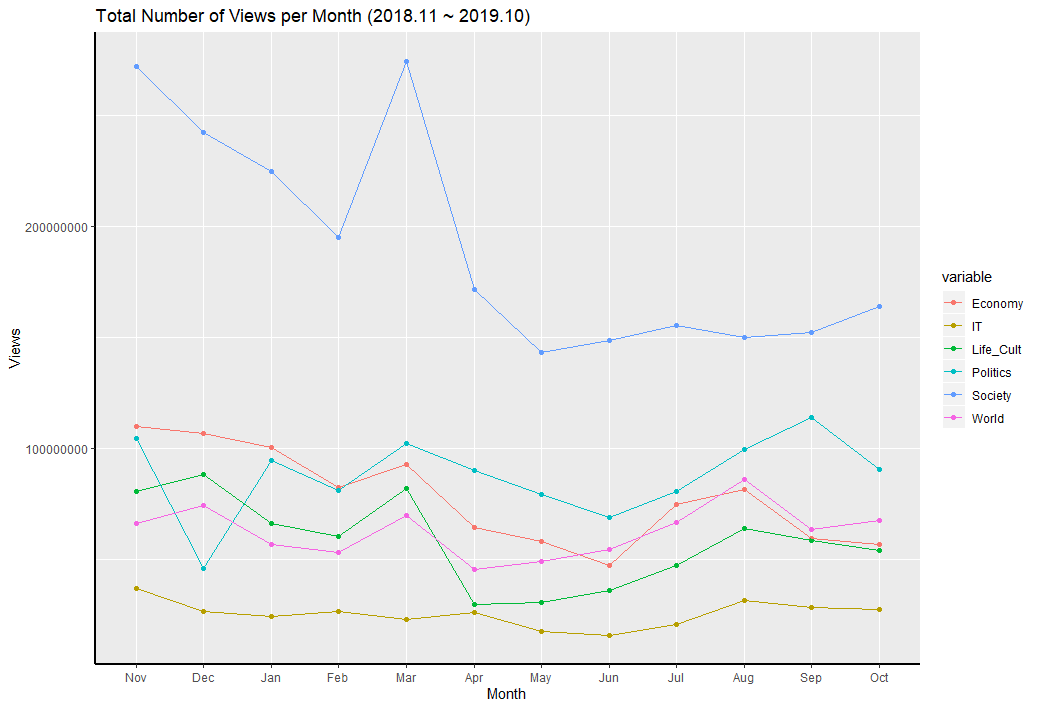 Total Number of Views per Month (2018.11 ~ 2019.10)
Views
200000000
100000000
Nov Dec Jan Feb Mar Apr May Jun Jul Aug Sep Oct
Month
variable
Economy
IT
Life_Cult
Politics
Society
World